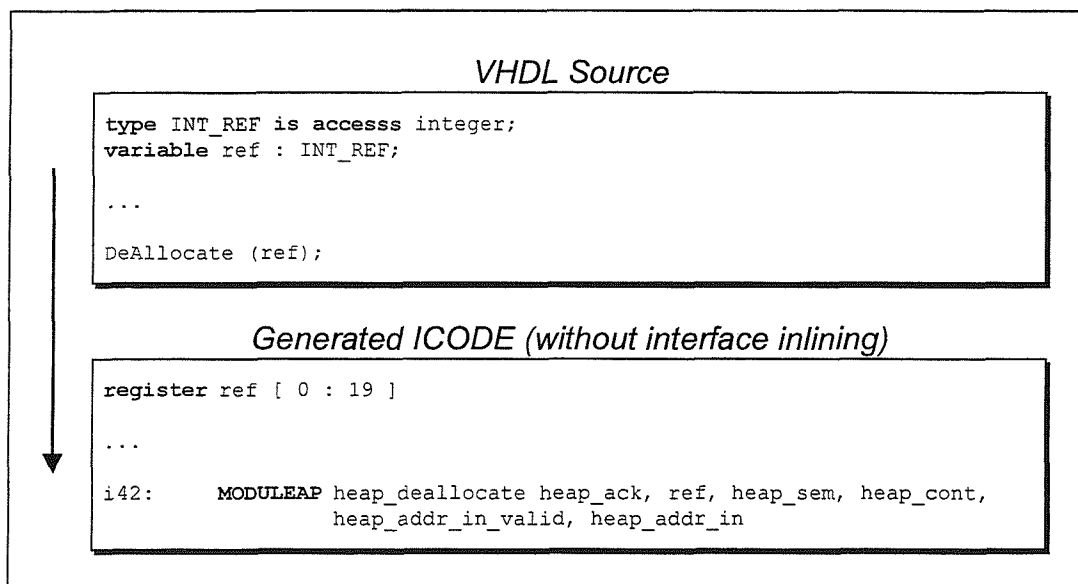 VHDL Source
type INT_REF is accesss integer;
variable ref : INT_REF;
...
DeAllocate (ref);
Generated ICODE (without interface inlining)
register ref [ 0 : 19 ]
...
i42: MODULEAP heap_deallocate heap_ack, ref, heap_sem, heap_cont,
heap_addr_in_valid, heap_addr_in